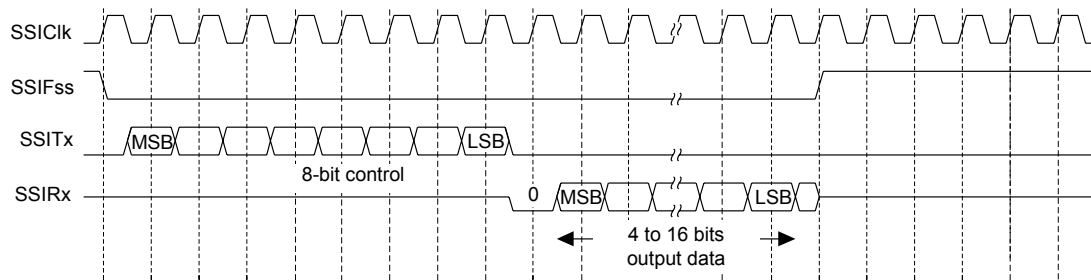 SSIClk
SSIFss
SSITx
MSB
LSB
8-bit control
SSIRx
0
MSB
LSB
4 to 16 bits
output data